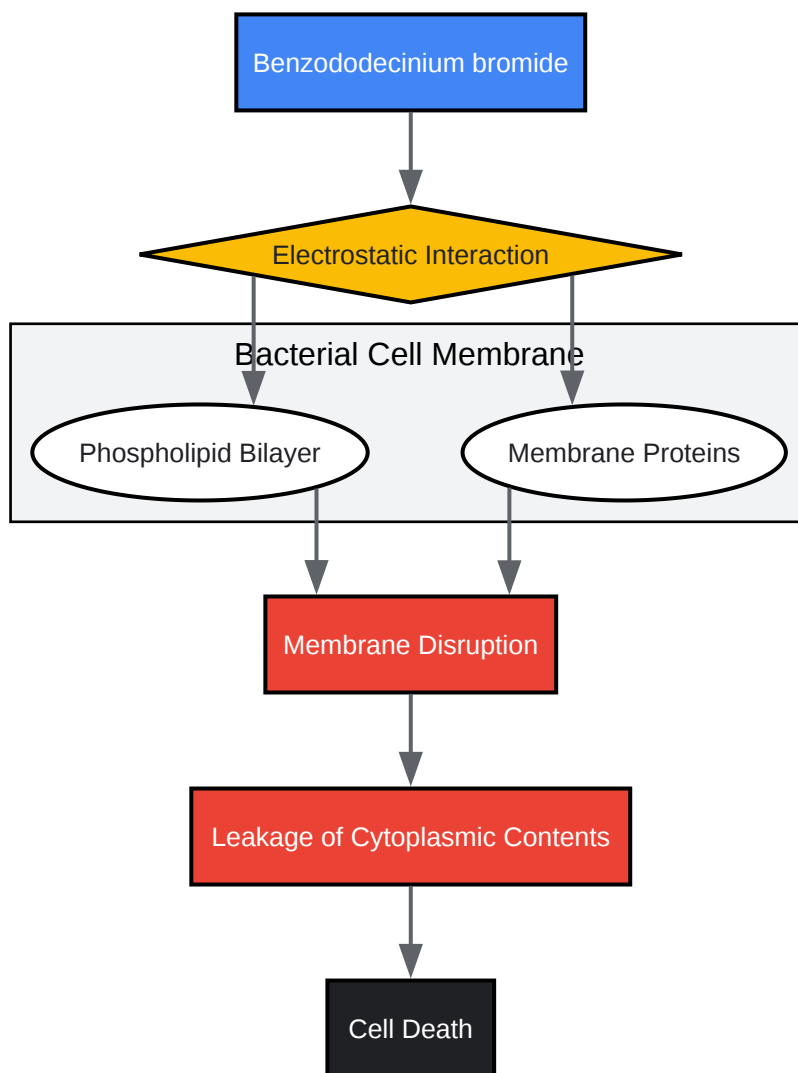 Benzododecinium bromide
Electrostatic Interaction
Bacterial Cell Membrane
Phospholipid Bilayer
Membrane Proteins
Membrane Disruption
Leakage of Cytoplasmic Contents
Cell Death